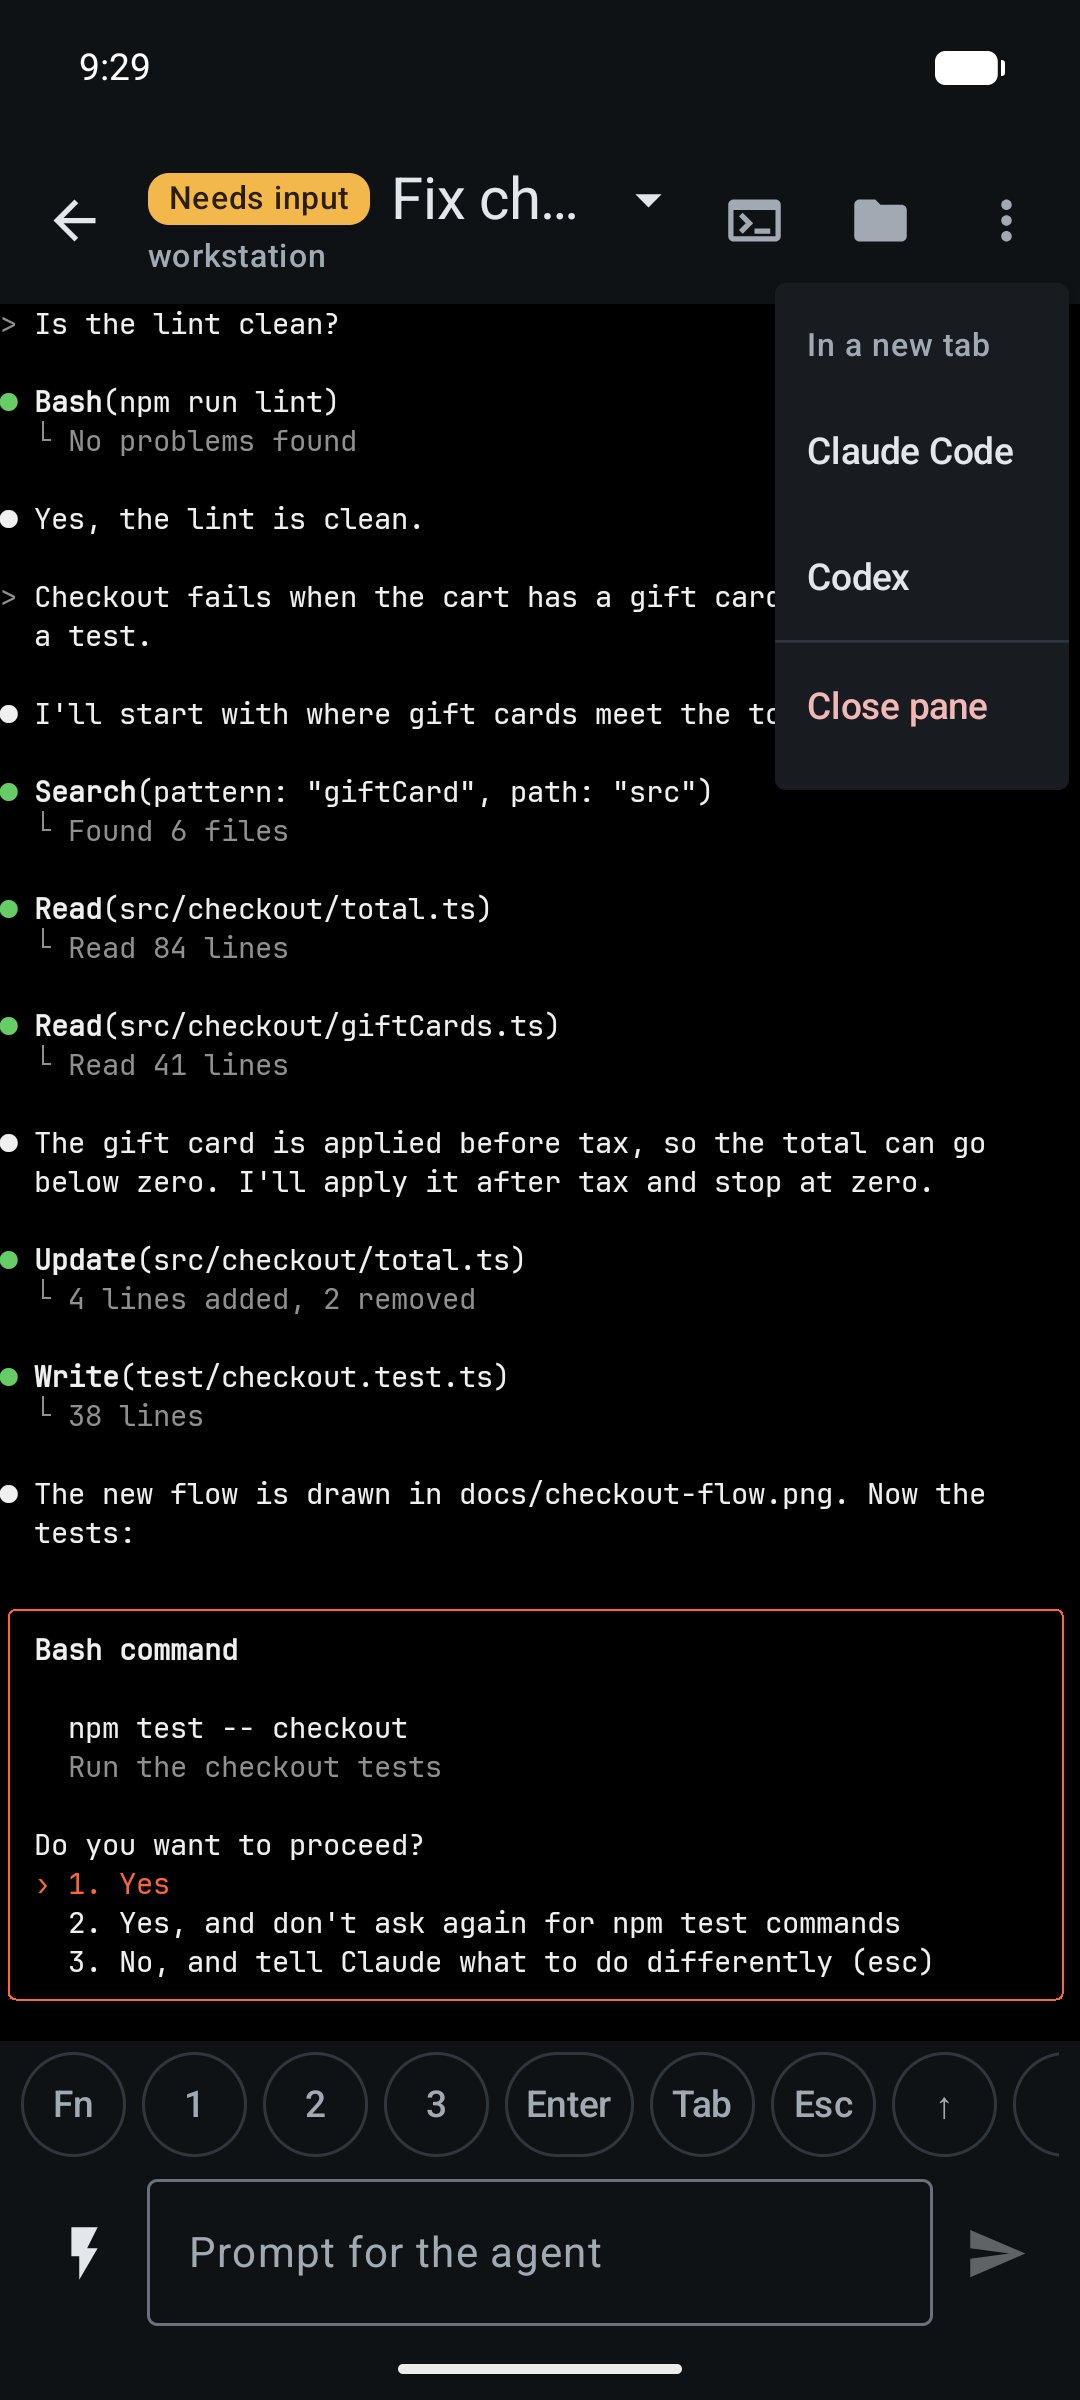 9:29
Needs input Fix ch...
workstation
In a new tab
Claude Code
Codex
Close pane
> Is the lint clean?
● Bash(npm run lint)
└ No problems found
● Yes, the lint is clean.
> Checkout fails when the cart has a gift card
a test.
● I'll start with where gift cards meet the to
● Search(pattern: "giftCard", path: "src")
└ Found 6 files
● Read(src/checkout/total.ts)
└ Read 84 lines
● Read(src/checkout/giftCards.ts)
└ Read 41 lines
● The gift card is applied before tax, so the total can go
below zero. I'll apply it after tax and stop at zero.
● Update(src/checkout/total.ts)
└ 4 lines added, 2 removed
● Write(test/checkout.test.ts)
└ 38 lines
● The new flow is drawn in docs/checkout-flow.png. Now the
tests:
Bash command
npm test -- checkout
Run the checkout tests
Do you want to proceed?
› 1. Yes
2. Yes, and don't ask again for npm test commands
3. No, and tell Claude what to do differently (esc)
Fn 1 2 3 Enter Tab Esc ↑
Prompt for the agent